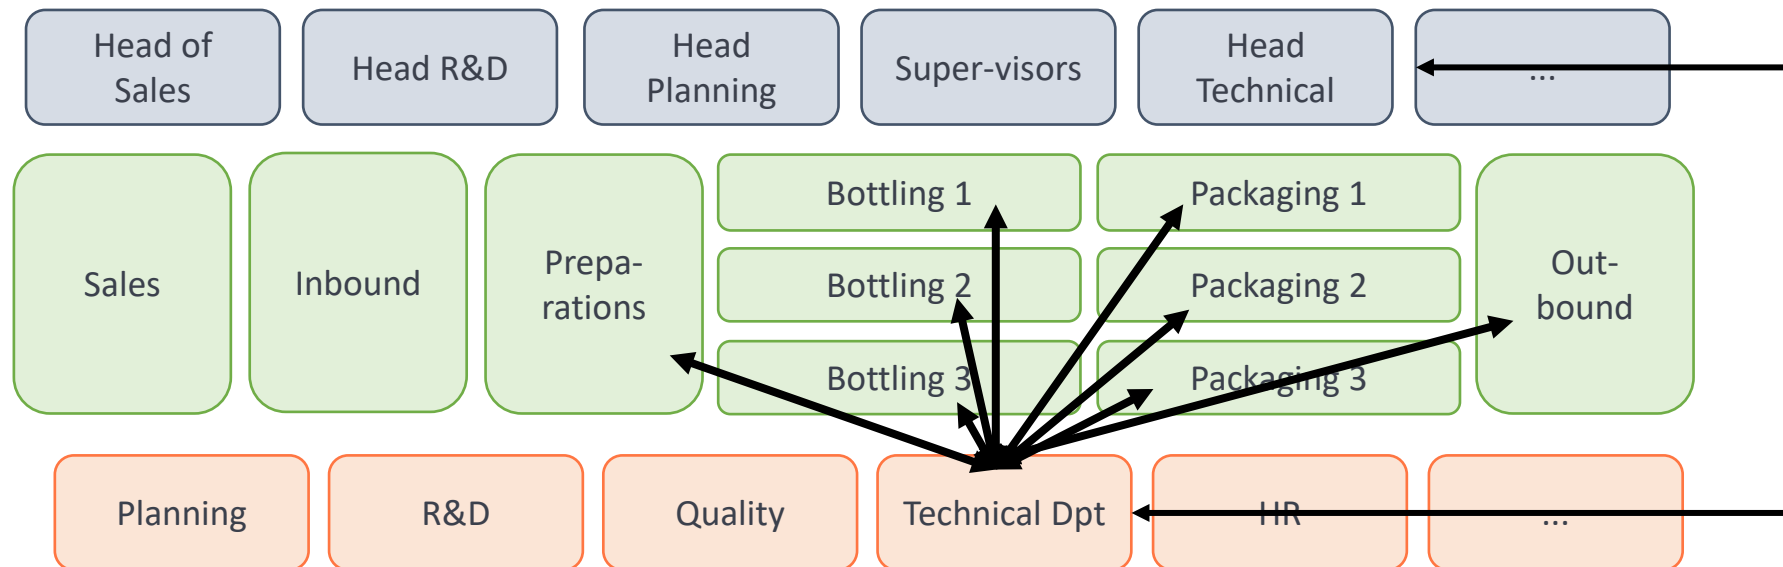 Head of
Sales
Head R&D
Head
Planning
Super-visors
Head
Technical
...
Sales
Inbound
Prepa-
rations
Bottling 1
Bottling 2
Bottling 3
Packaging 1
Packaging 2
Packaging 3
Out-
bound
Planning
R&D
Quality
Technical Dpt
HR
...